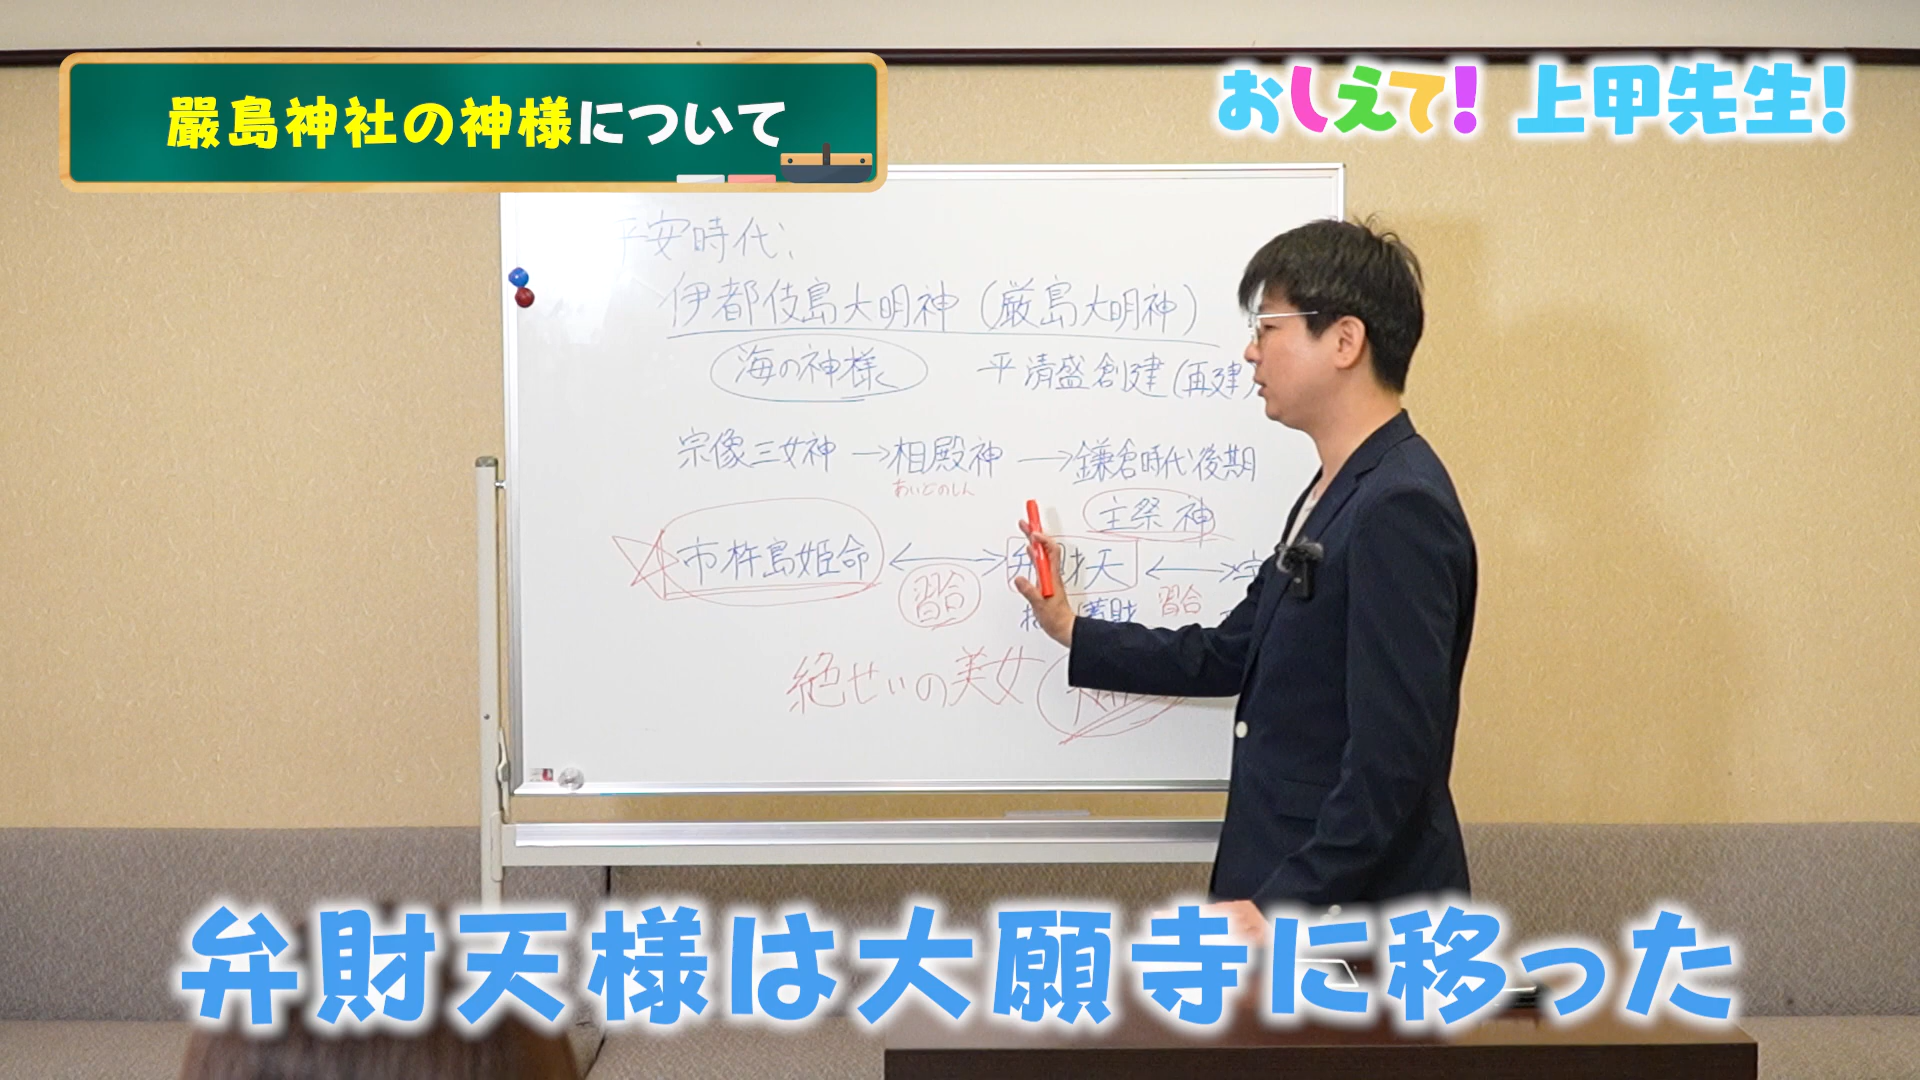 嚴島神社の神様について
おしえて！上甲先生！
平安時代、
伊都伎島大明神（厳島大明神）
海の神様 平清盛創建（再建）
宗像三女神→相殿神→鎌倉時代後期
あいどのしん
主祭神
市杵島姫命 弁財天
習合 蓄財 習合
絶せいの美女
弁財天様は大願寺に移った